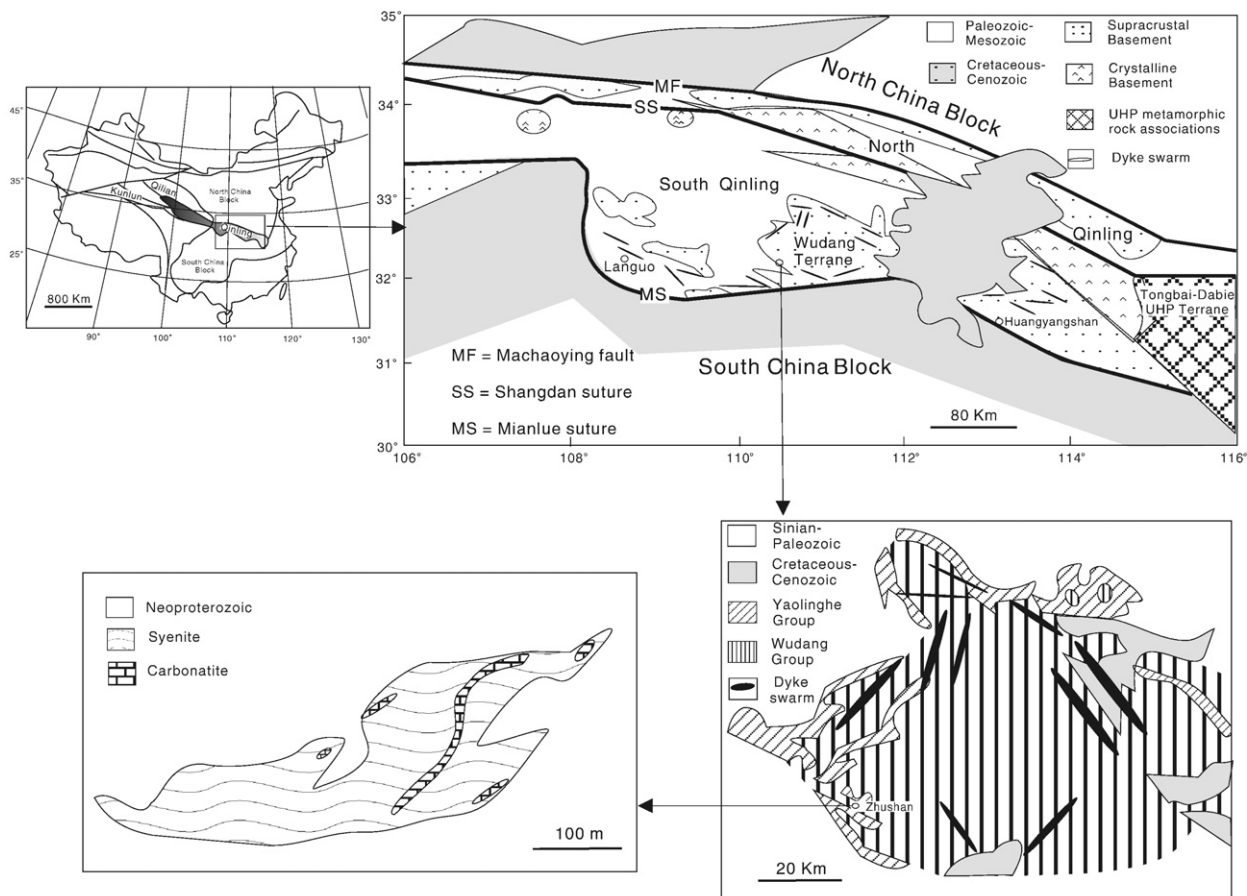 45°
35°
25°
Kunlun
Qilian
North China
Block
Qinling
South China
Block
800 Km
90°
100°
110°
120°
130°
35°
34°
33°
32°
31°
30°
106°
108°
110°
112°
114°
116°
Paleozoic-
Mesozoic
Cretaceous-
Cenozoic
Supracrustal
Basement
Crystalline
Basement
UHP metamorphic
rock associations
Dyke swarm
North China Block
MF
SS
North
South Qinling
Qinling
Wudang
Terrane
Languo
MS
Tongbai-Dabie
UHP Terrane
Huangyangshan
MF = Machaoying fault
SS = Shangdan suture
MS = Mianlue suture
South China Block
80 Km
Neoproterozoic
Syenite
Carbonatite
100 m
Sinian-
Paleozoic
Cretaceous-
Cenozoic
Yaolinghe
Group
Wudang
Group
Dyke
swarm
Zhushan
20 Km